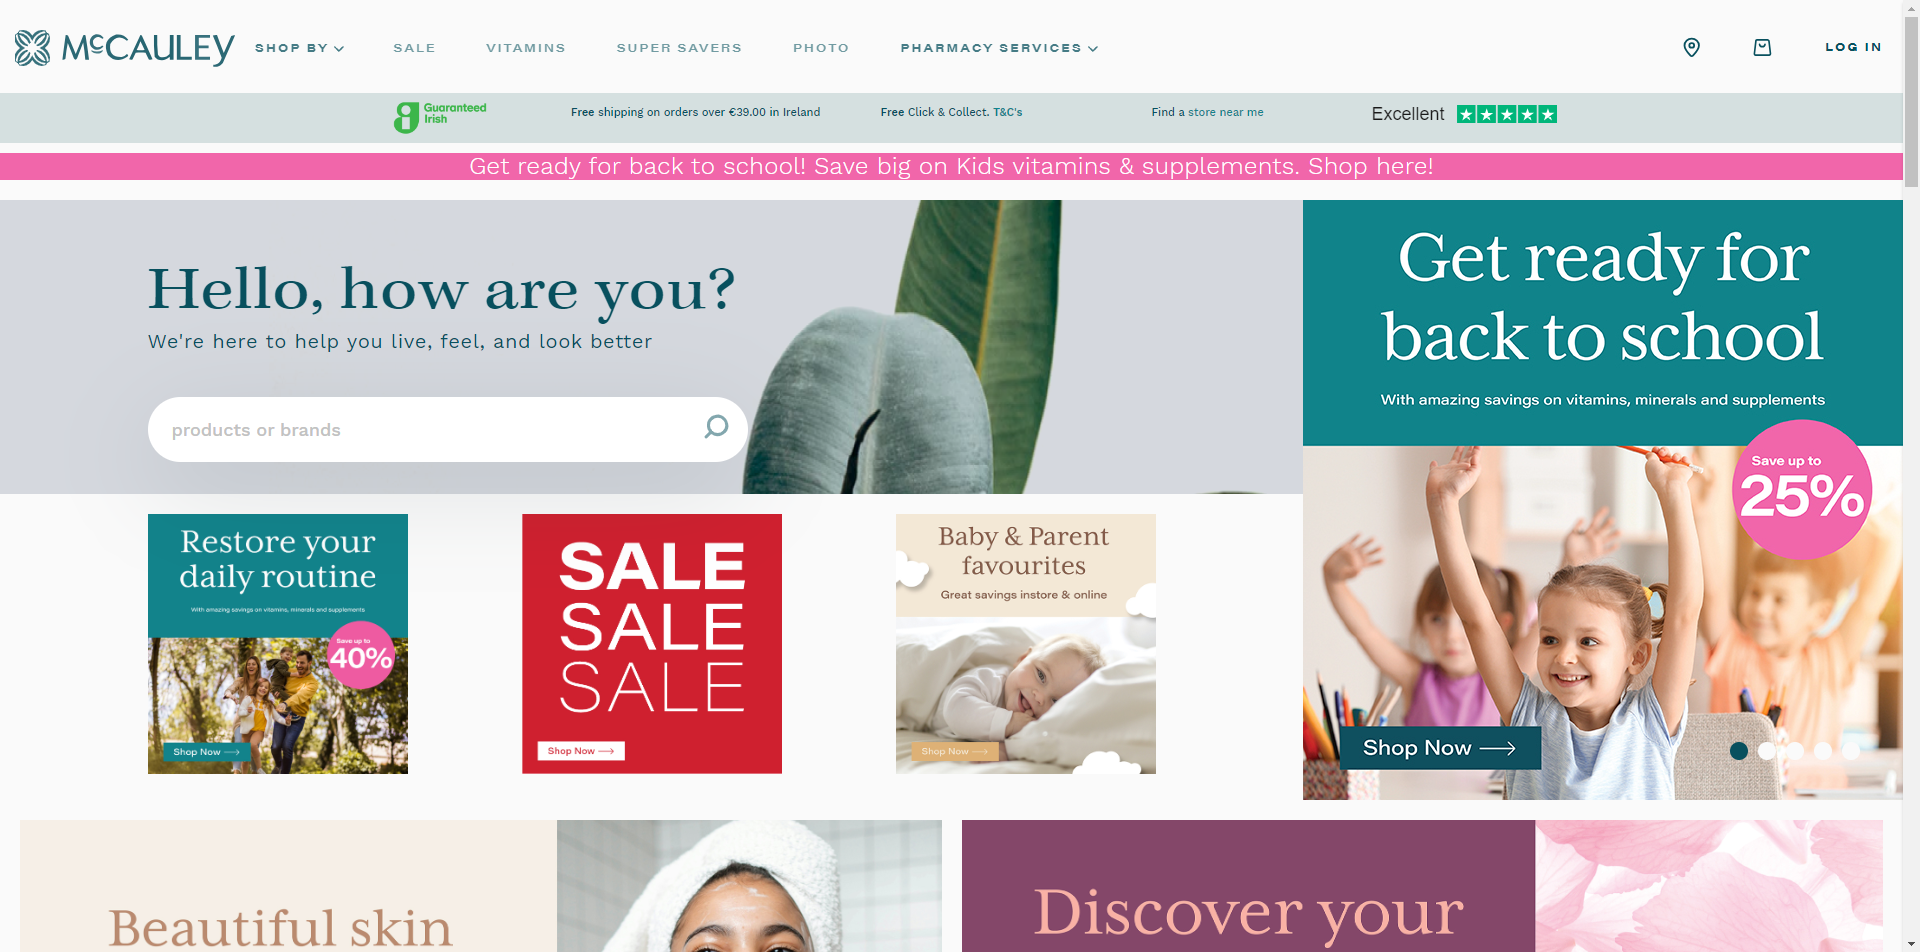 McCAULEY
SHOP BY
SALE
VITAMINS
SUPER SAVERS
PHOTO
PHARMACY SERVICES
LOG IN
Guaranteed
Irish
Free shipping on orders over €39.00 in Ireland
Free Click & Collect. T&C's
Find a store near me
Excellent
Get ready for back to school! Save big on Kids vitamins & supplements. Shop here!
Hello, how are you?
We're here to help you live, feel, and look better
products or brands
Get ready for
back to school
With amazing savings on vitamins, minerals and supplements
Save up to
25%
Shop Now
Restore your
daily routine
With amazing savings on vitamins, minerals and supplements
Save up to
40%
Shop Now
SALE
SALE
SALE
Shop Now
Baby & Parent
favourites
Great savings instore & online
Shop Now
Beautiful skin
Discover your